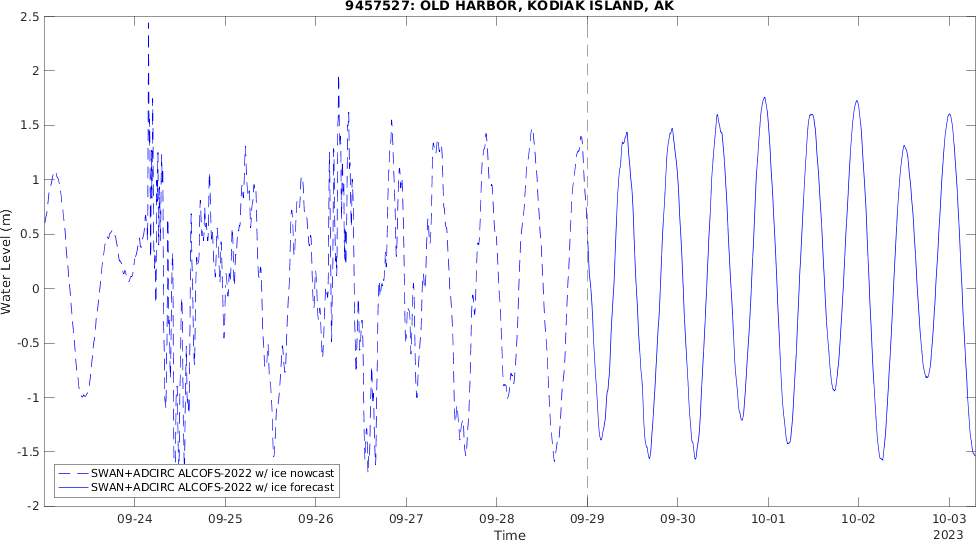 9457527: OLD HARBOR, KODIAK ISLAND, AK
2.5
2
1.5
1
0.5
0
-0.5
-1
-1.5
-2
Water Level (m)
SWAN+ADCIRC ALCOFS-2022 w/ ice nowcast
SWAN+ADCIRC ALCOFS-2022 w/ ice forecast
09-24 09-25 09-26 09-27 09-28 09-29 09-30 10-01 10-02 10-03
2023
Time